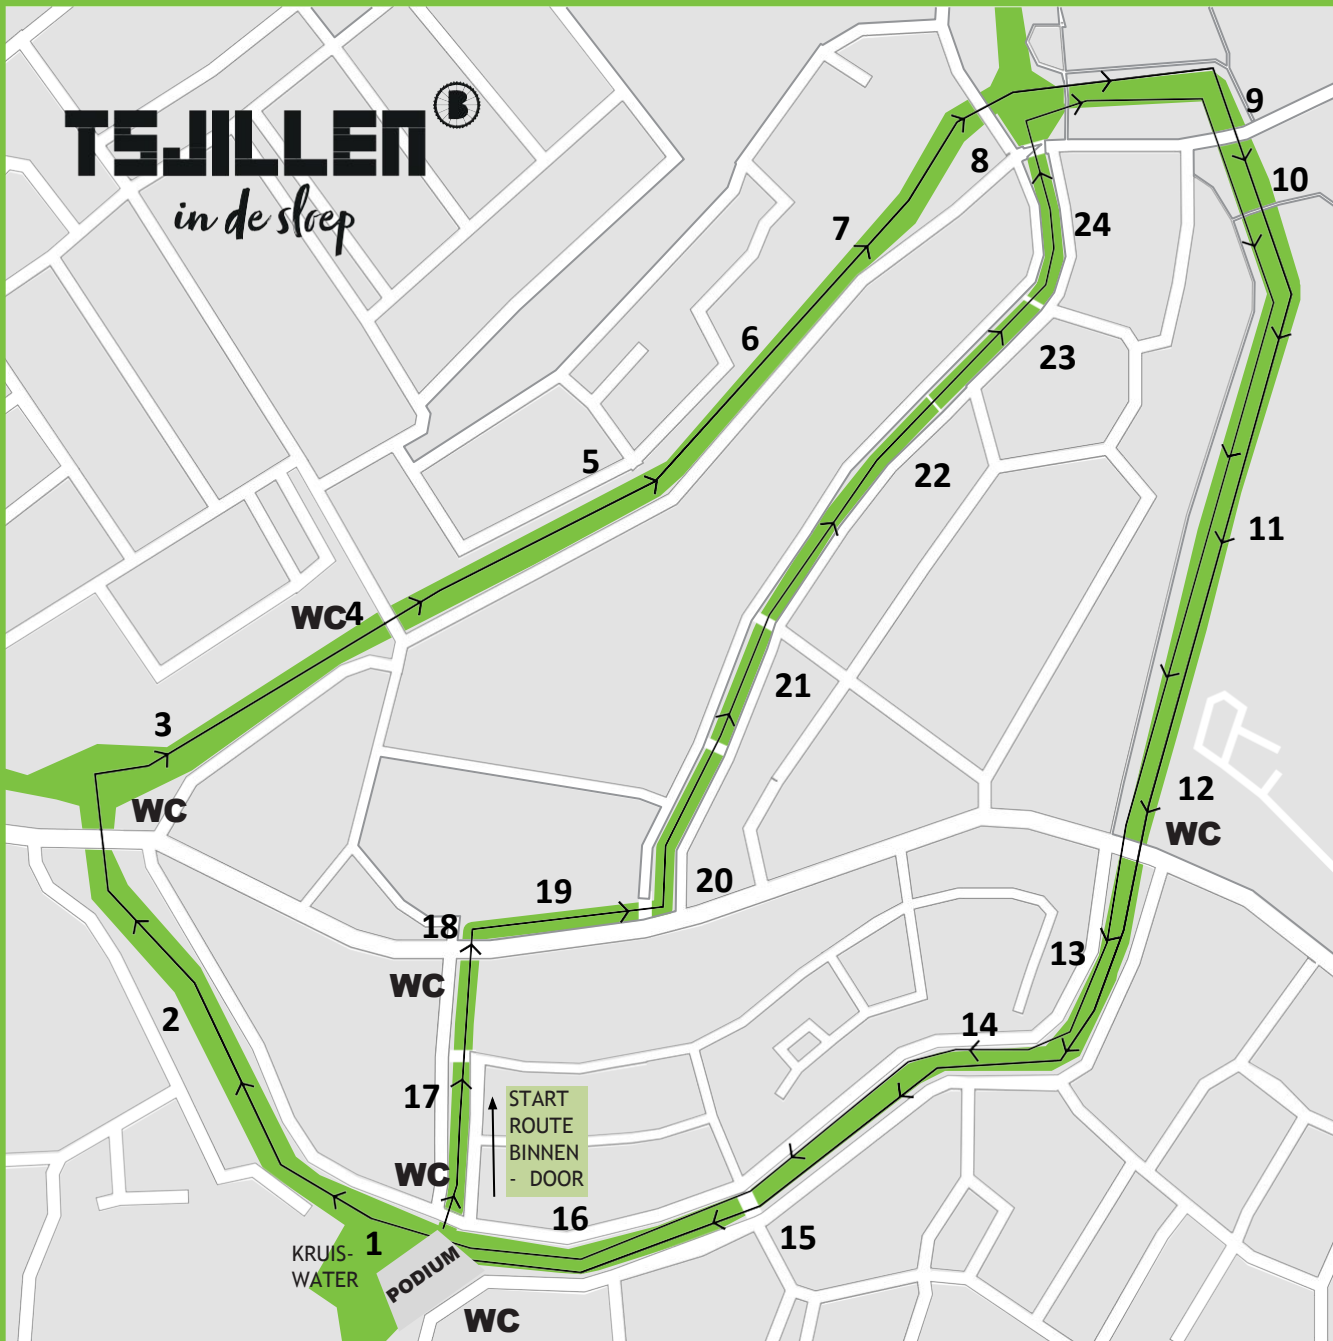 TSJILLEN
B
in de sloep
9
8
10
7
24
6
23
5
22
11
WC4
21
3
WC
12
WC
19
20
18
13
WC
2
14
17
START
ROUTE
BINNEN
- DOOR
WC
16
15
1
KRUIS-
WATER
PODIUM
WC